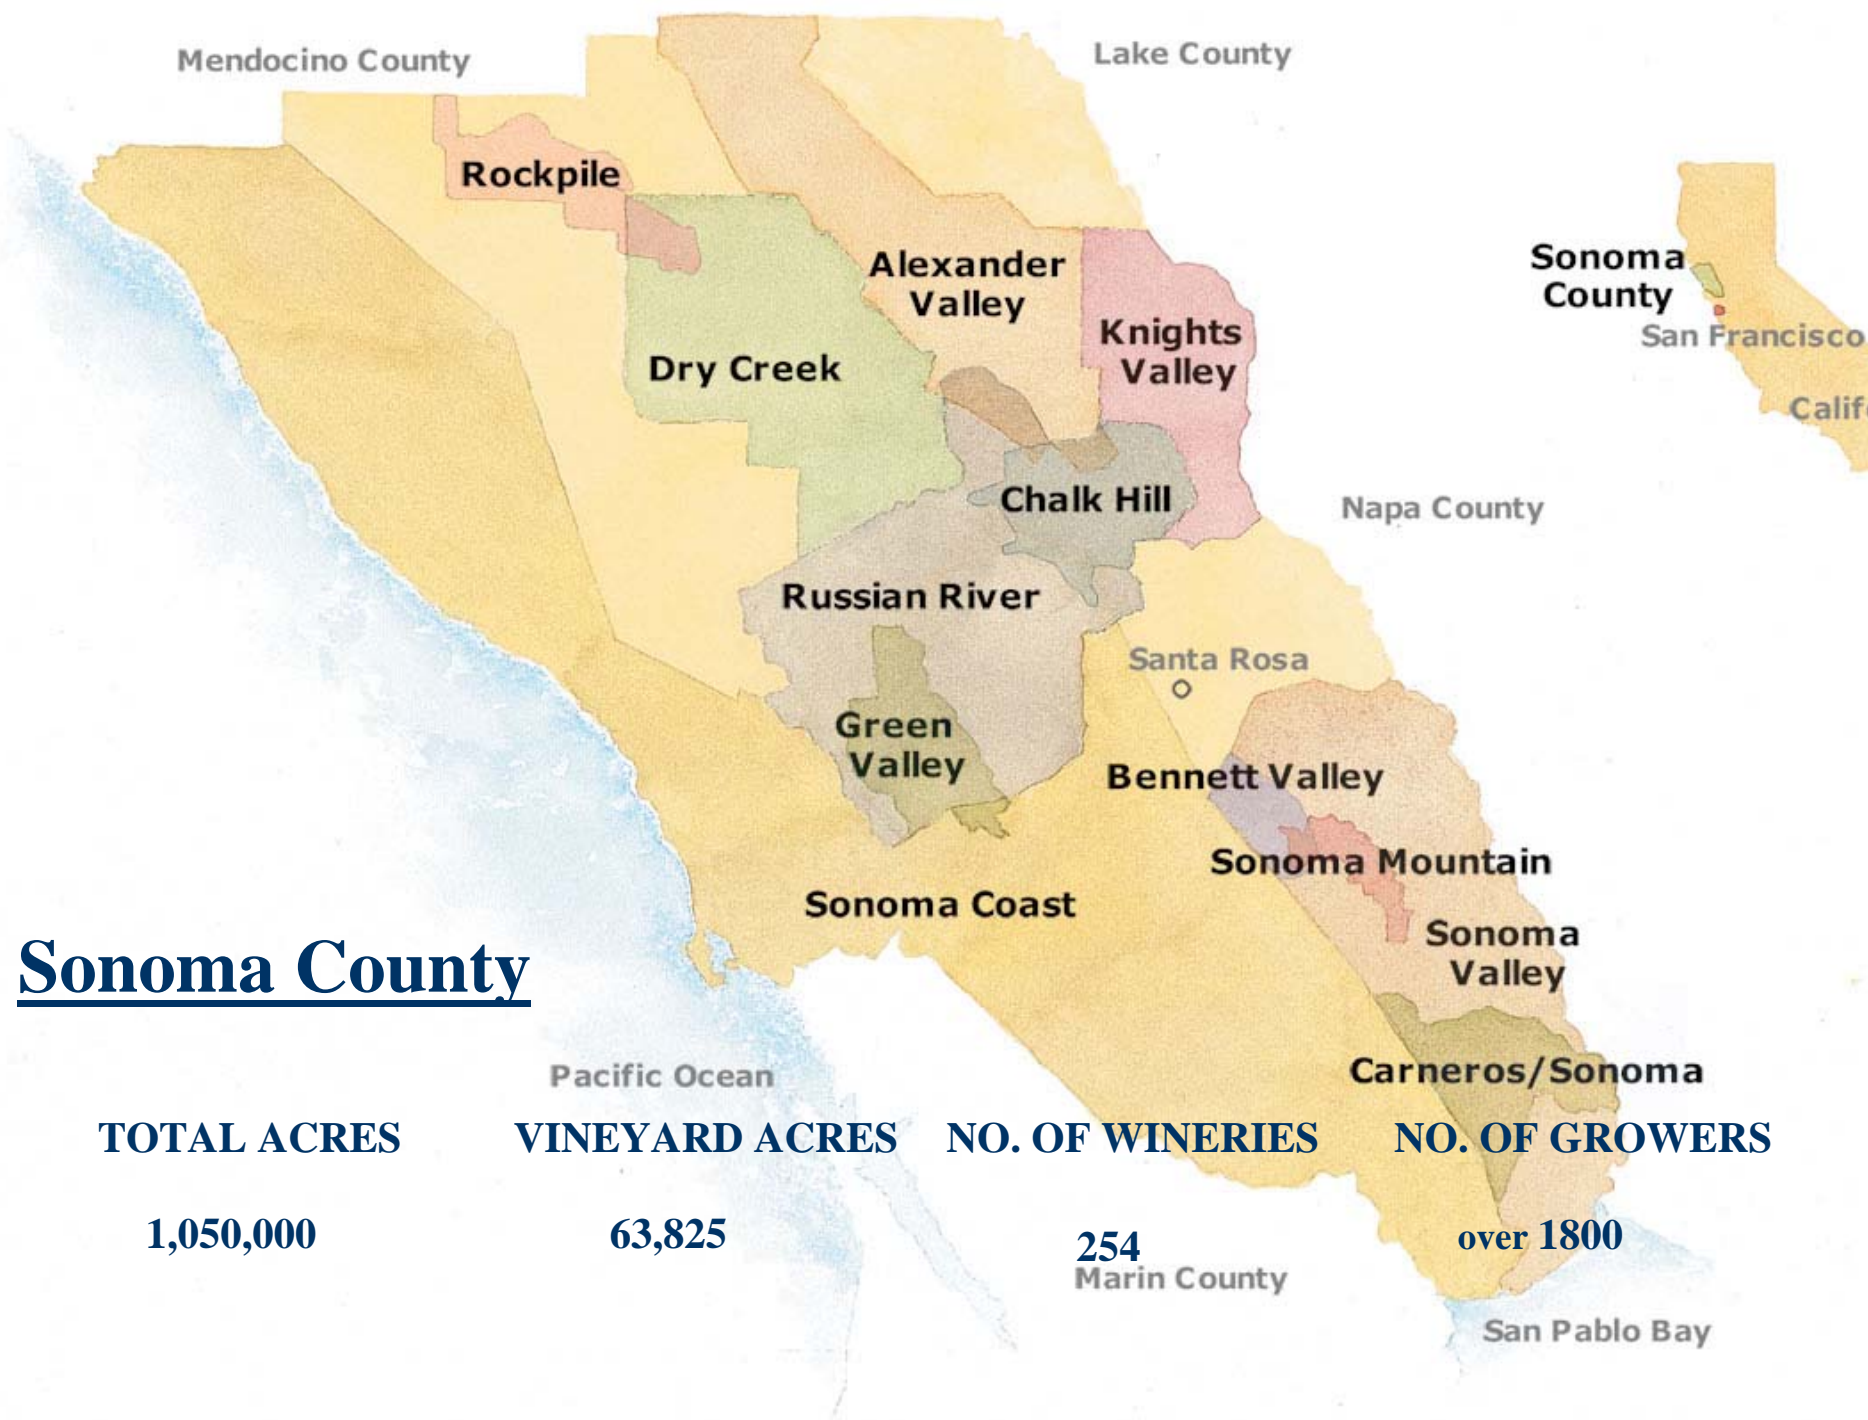 Mendocino County
Lake County
Rockpile
Alexander
Valley
Sonoma
County
San Francisco
Knights
Valley
Dry Creek
Chalk Hill
Napa County
Russian River
Santa Rosa
Green
Valley
Bennett Valley
Sonoma Mountain
Sonoma Coast
Sonoma
Valley
Sonoma County
Carneros/Sonoma
Pacific Ocean
TOTAL ACRES VINEYARD ACRES NO. OF WINERIES NO. OF GROWERS
1,050,000 63,825 254 over 1800
Marin County
San Pablo Bay